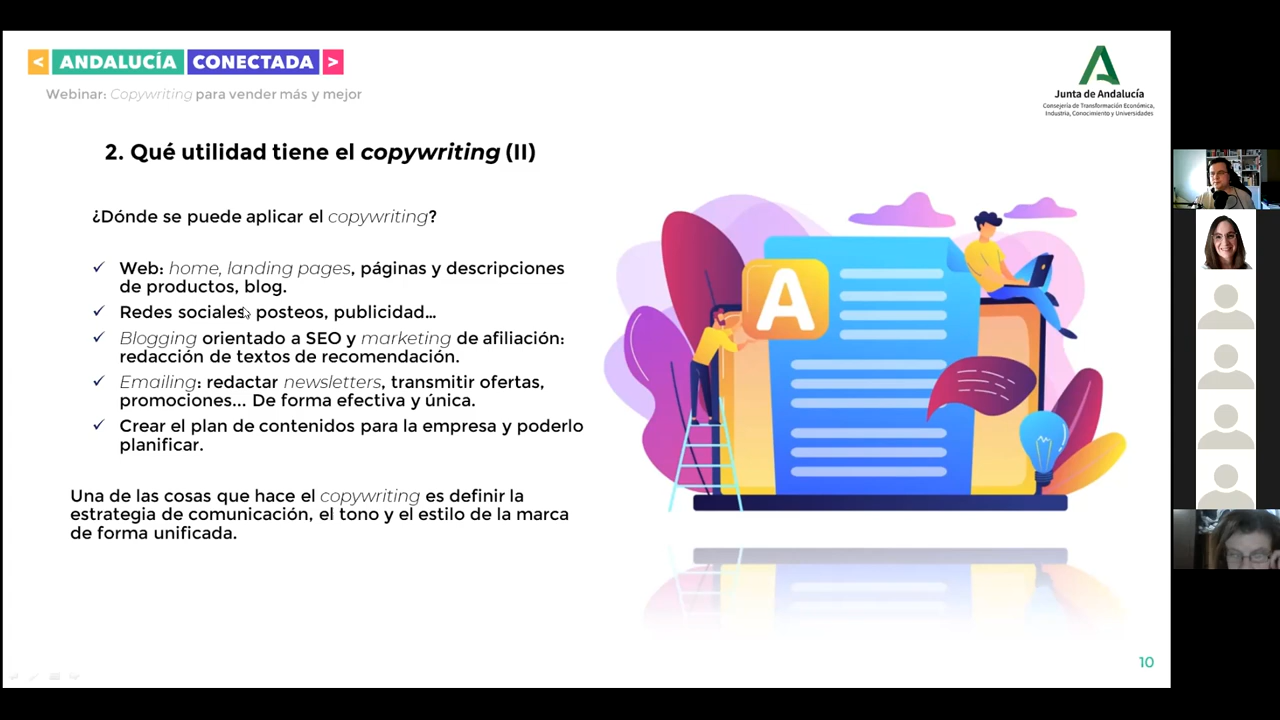 < ANDALUCÍA CONECTADA >
Webinar: Copywriting para vender más y mejor
Junta de Andalucía
Consejería de Transformación Económica,
Industria, Conocimiento y Universidades
2. Qué utilidad tiene el copywriting (II)
¿Dónde se puede aplicar el copywriting?
✓ Web: home, landing pages, páginas y descripciones
de productos, blog.
✓ Redes sociales, posteos, publicidad...
✓ Blogging orientado a SEO y marketing de afiliación:
redacción de textos de recomendación.
✓ Emailing: redactar newsletters, transmitir ofertas,
promociones... De forma efectiva y única.
✓ Crear el plan de contenidos para la empresa y poderlo
planificar.
Una de las cosas que hace el copywriting es definir la
estrategia de comunicación, el tono y el estilo de la marca
de forma unificada.
A
10